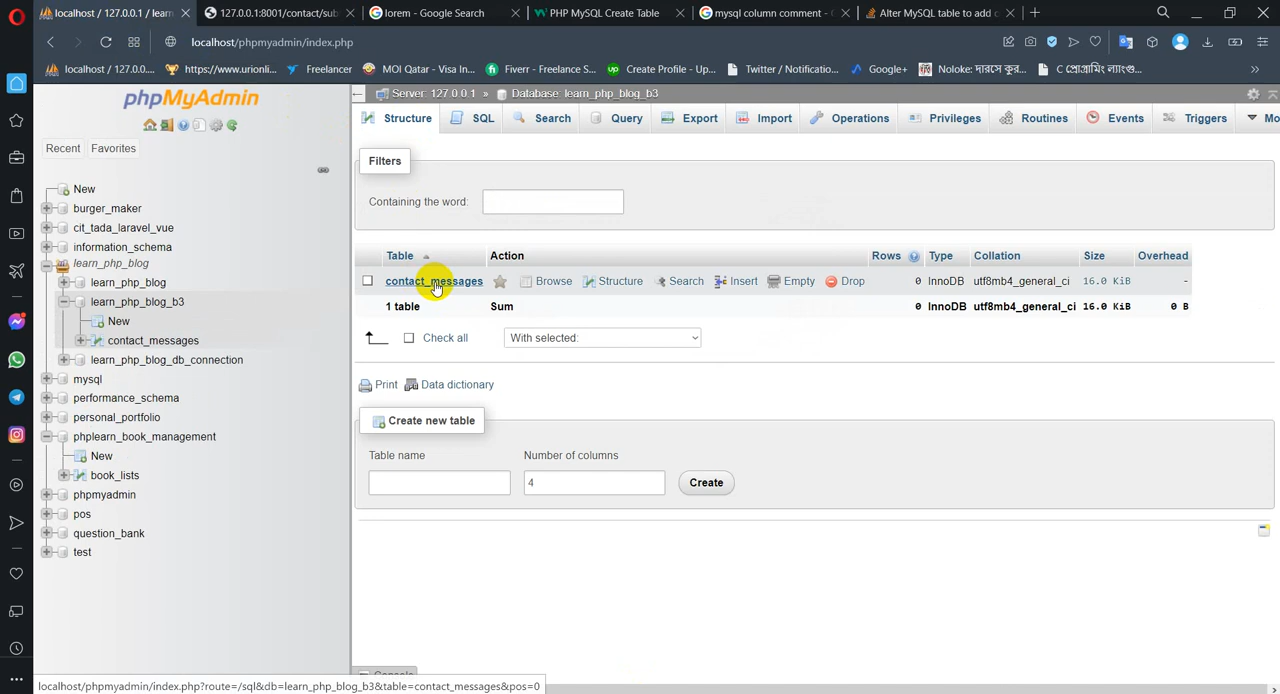 localhost / 127.0.0.1 / learn
127.0.0.1:8001/contact/sub
lorem - Google Search
PHP MySQL Create Table
mysql column comment -
Alter MySQL table to add c
localhost/phpmyadmin/index.php
localhost / 127.0.0....
https://www.urionli...
Freelancer
MOI Qatar - Visa In...
Fiverr - Freelance S...
Create Profile - Up...
Twitter / Notificatio...
Google+
Noloke: দারসে কুর...
C প্রোগ্রামিং ল্যাংগু...
phpMyAdmin
Server: 127.0.0.1 » Database: learn_php_blog_b3
Structure SQL Search Query Export Import Operations Privileges Routines Events Triggers Mo
Recent Favorites
New
burger_maker
cit_tada_laravel_vue
information_schema
learn_php_blog
learn_php_blog
learn_php_blog_b3
New
contact_messages
learn_php_blog_db_connection
mysql
performance_schema
personal_portfolio
phplearn_book_management
New
book_lists
phpmyadmin
pos
question_bank
test
Filters
Containing the word:
Table Action Rows Type Collation Size Overhead
contact_messages Browse Structure Search Insert Empty Drop 0 InnoDB utf8mb4_general_ci 16.0 KiB -
1 table Sum 0 InnoDB utf8mb4_general_ci 16.0 KiB 0 B
Check all With selected:
Print Data dictionary
Create new table
Table name Number of columns
4 Create
Console
localhost/phpmyadmin/index.php?route=/sql&db=learn_php_blog_b3&table=contact_messages&pos=0